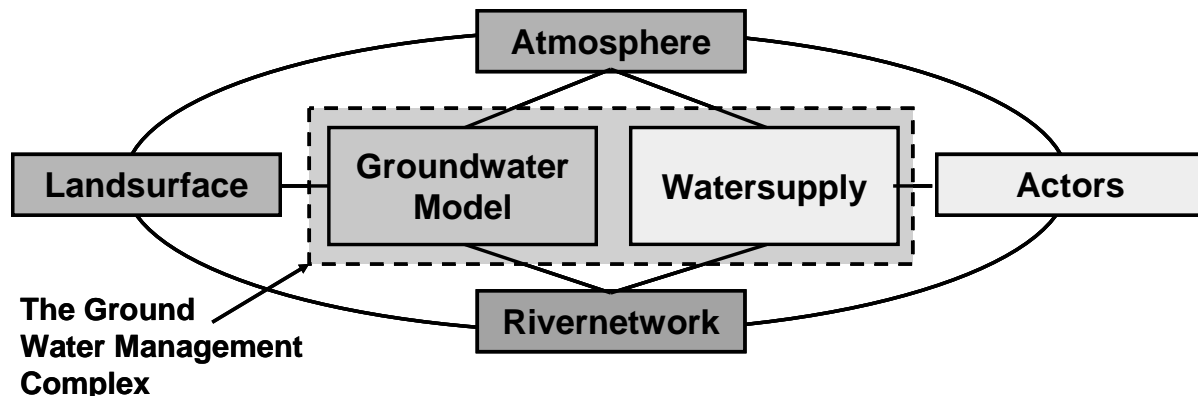 Atmosphere
Groundwater
Model
Watersupply
Landsurface
Actors
Rivernetwork
The Ground
Water Management
Complex